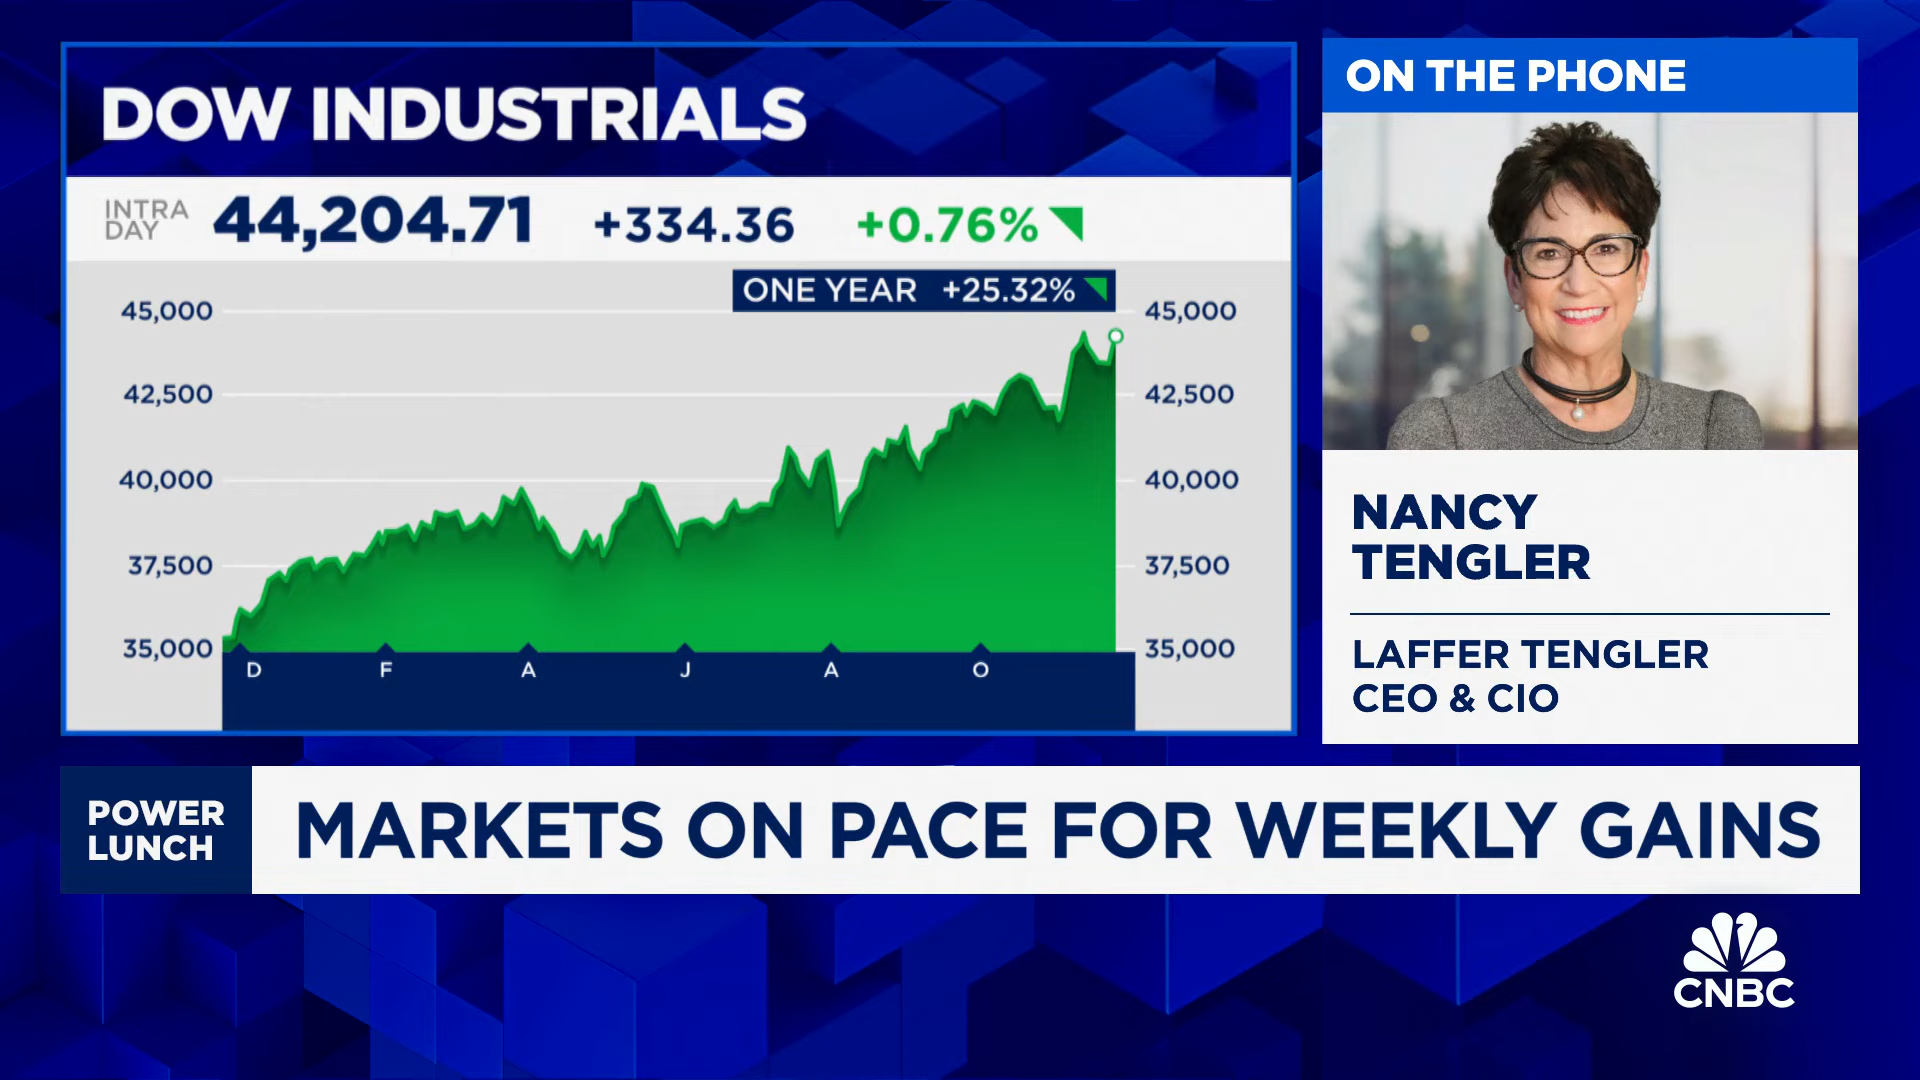 DOW INDUSTRIALS
INTRA
DAY
44,204.71 +334.36 +0.76%
ONE YEAR +25.32%
45,000 45,000
42,500 42,500
40,000 40,000
37,500 37,500
35,000 35,000
D F A J A O
ON THE PHONE
NANCY
TENGLER
LAFFER TENGLER
CEO & CIO
POWER
LUNCH
MARKETS ON PACE FOR WEEKLY GAINS
CNBC